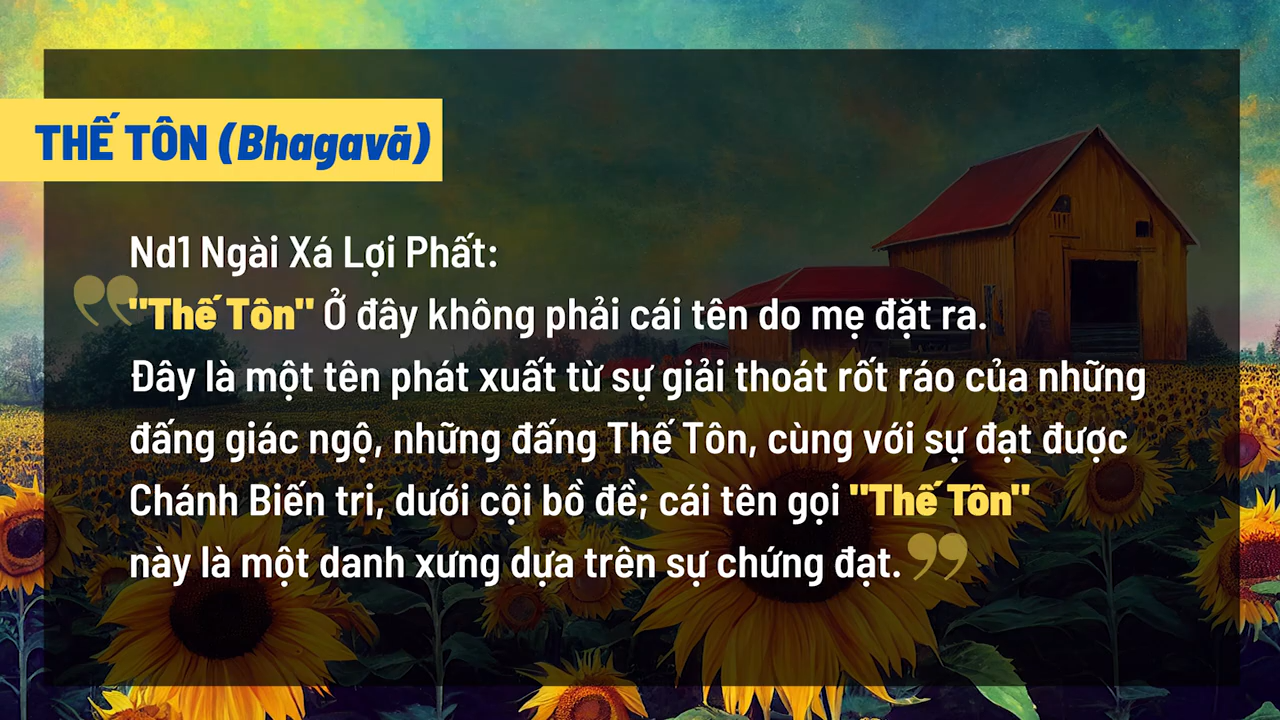 THẾ TÔN (Bhagavā)
Nd1 Ngài Xá Lợi Phất:
"Thế Tôn" Ở đây không phải cái tên do mẹ đặt ra.
Đây là một tên phát xuất từ sự giải thoát rốt ráo của những
đấng giác ngộ, những đấng Thế Tôn, cùng với sự đạt được
Chánh Biến tri, dưới cội bồ đề; cái tên gọi "Thế Tôn"
này là một danh xưng dựa trên sự chứng đạt.